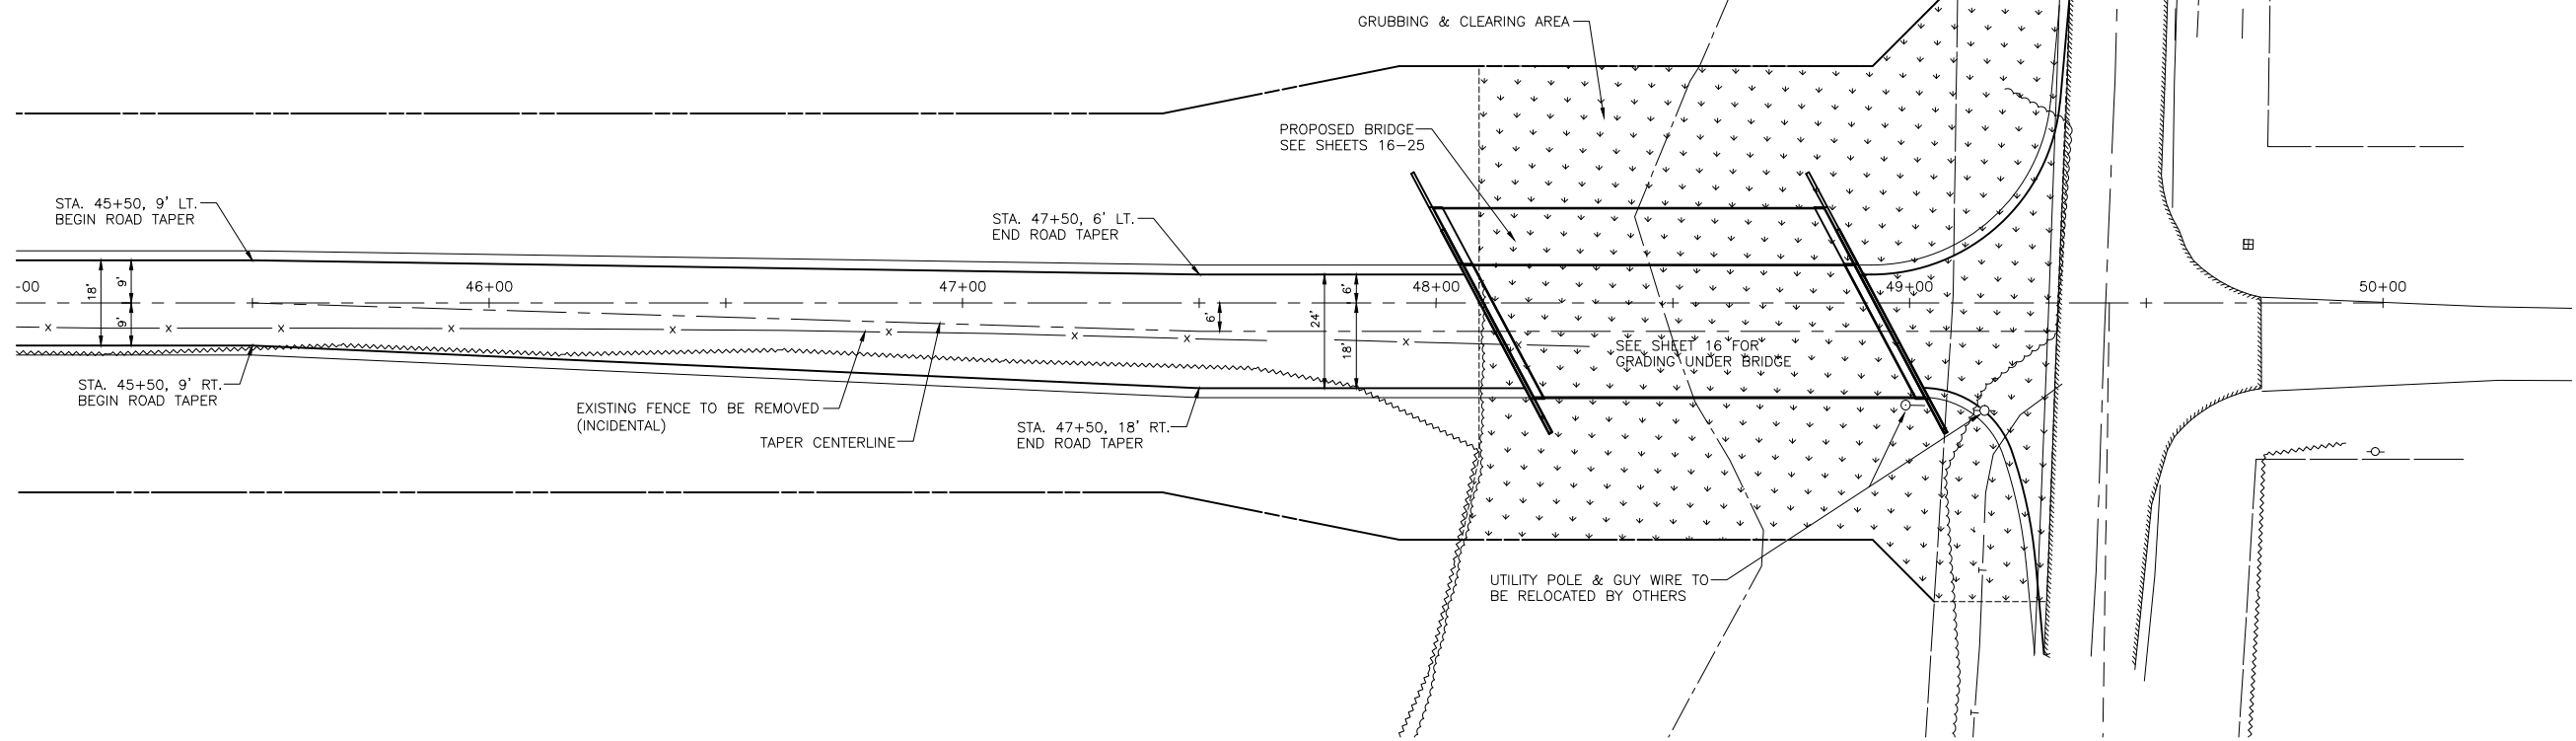 GRUBBING & CLEARING AREA
PROPOSED BRIDGE
SEE SHEETS 16-25
STA. 45+50, 9' LT.
BEGIN ROAD TAPER
STA. 47+50, 6' LT.
END ROAD TAPER
-00
46+00
47+00
48+00
49+00
50+00
18'
9'
9'
6'
24'
6'
18'
X X X X X X X X X X
SEE SHEET 16 FOR
GRADING UNDER BRIDGE
STA. 45+50, 9' RT.
BEGIN ROAD TAPER
EXISTING FENCE TO BE REMOVED
(INCIDENTAL)
TAPER CENTERLINE
STA. 47+50, 18' RT.
END ROAD TAPER
UTILITY POLE & GUY WIRE TO
BE RELOCATED BY OTHERS
T
T